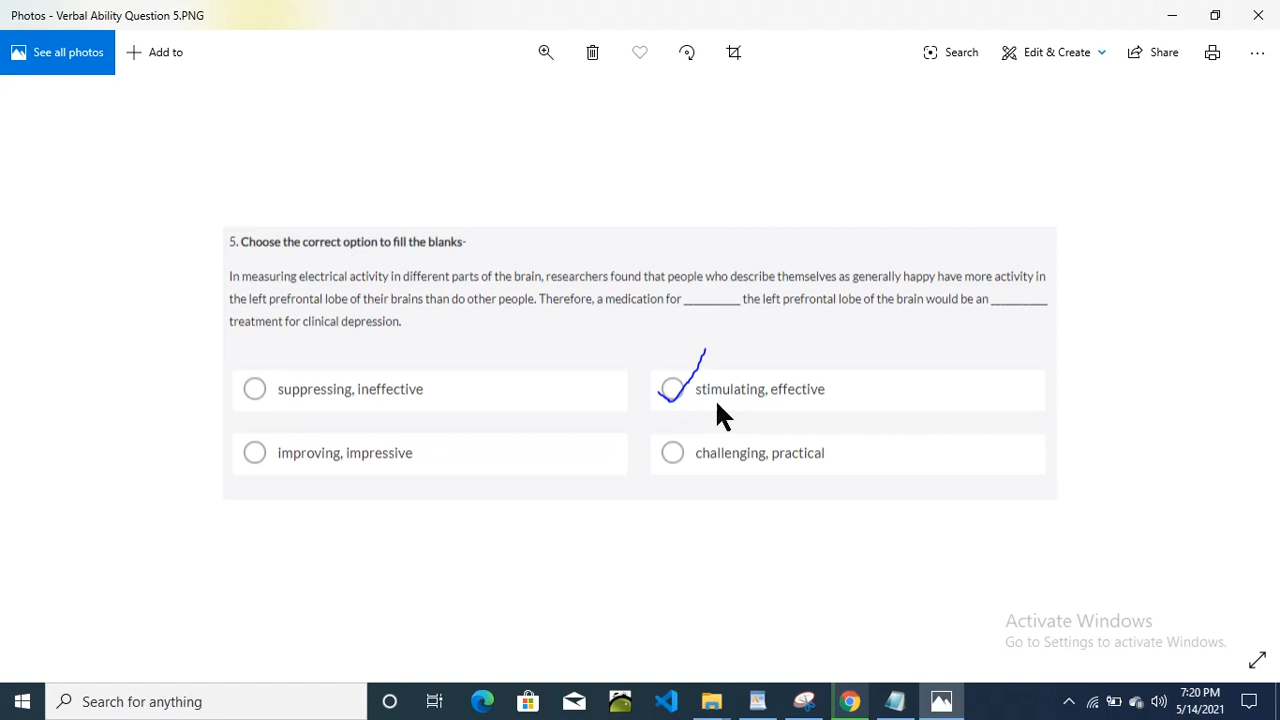 Photos - Verbal Ability Question 5.PNG
See all photos
Add to
Search
Edit & Create
Share
5. Choose the correct option to fill the blanks-
In measuring electrical activity in different parts of the brain, researchers found that people who describe themselves as generally happy have more activity in
the left prefrontal lobe of their brains than do other people. Therefore, a medication for __________ the left prefrontal lobe of the brain would be an __________
treatment for clinical depression.
suppressing, ineffective
stimulating, effective
improving, impressive
challenging, practical
Activate Windows
Go to Settings to activate Windows.
Search for anything
7:20 PM
5/14/2021